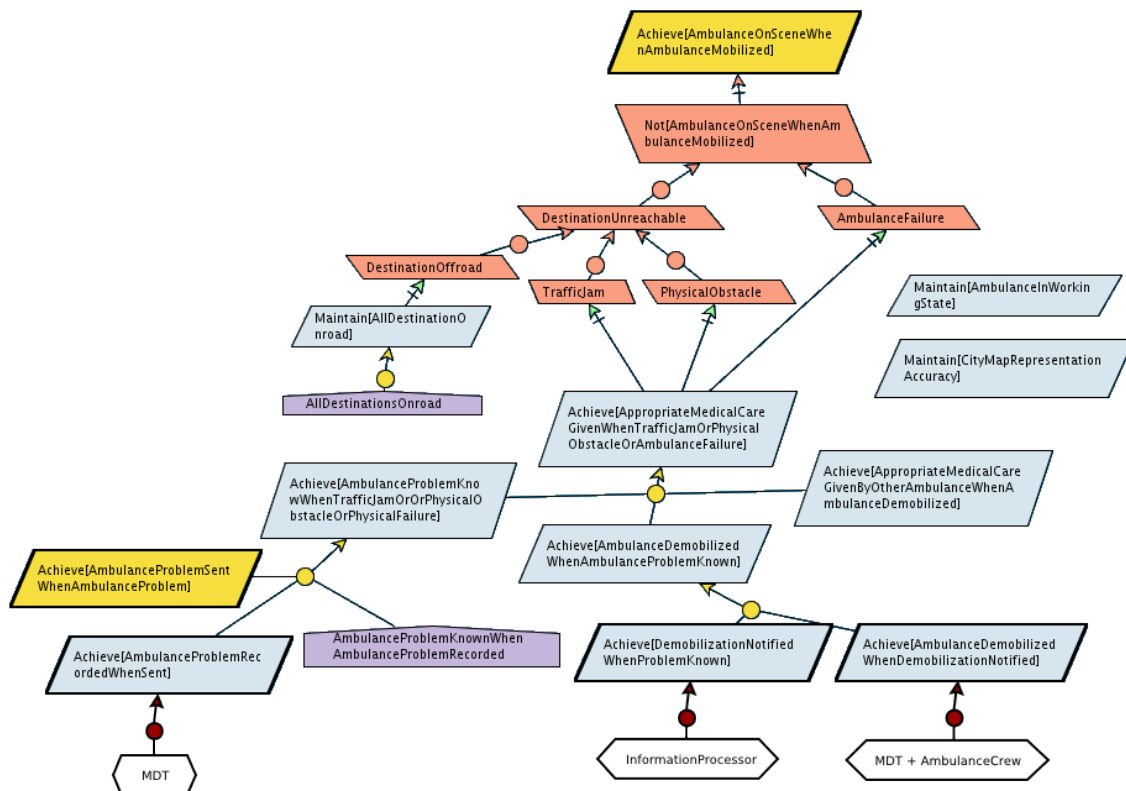 Achieve[AmbulanceOnSceneWhe
nAmbulanceMobilized]
Not[AmbulanceOnSceneWhenAm
bulanceMobilized]
DestinationUnreachable
AmbulanceFailure
DestinationOffroad
TrafficJam
PhysicalObstacle
Maintain[AmbulanceInWorkin
gState]
Maintain[AllDestinationO
nroad]
Maintain[CityMapRepresentation
Accuracy]
AllDestinationsOnroad
Achieve[AppropriateMedicalCare
GivenWhenTrafficJamOrPhysical
ObstacleOrAmbulanceFailure]
Achieve[AmbulanceProblemKno
wWhenTrafficJamOrOrPhysicalO
bstacleOrPhysicalFailure]
Achieve[AppropriateMedicalCare
GivenByOtherAmbulanceWhenA
mbulanceDemobilized]
Achieve[AmbulanceDemobilized
WhenAmbulanceProblemKnown]
Achieve[AmbulanceProblemSent
WhenAmbulanceProblem]
AmbulanceProblemKnownWhen
AmbulanceProblemRecorded
Achieve[AmbulanceProblemRec
ordedWhenSent]
Achieve[DemobilizationNotified
WhenProblemKnown]
Achieve[AmbulanceDemobilized
WhenDemobilizationNotified]
MDT
InformationProcessor
MDT + AmbulanceCrew